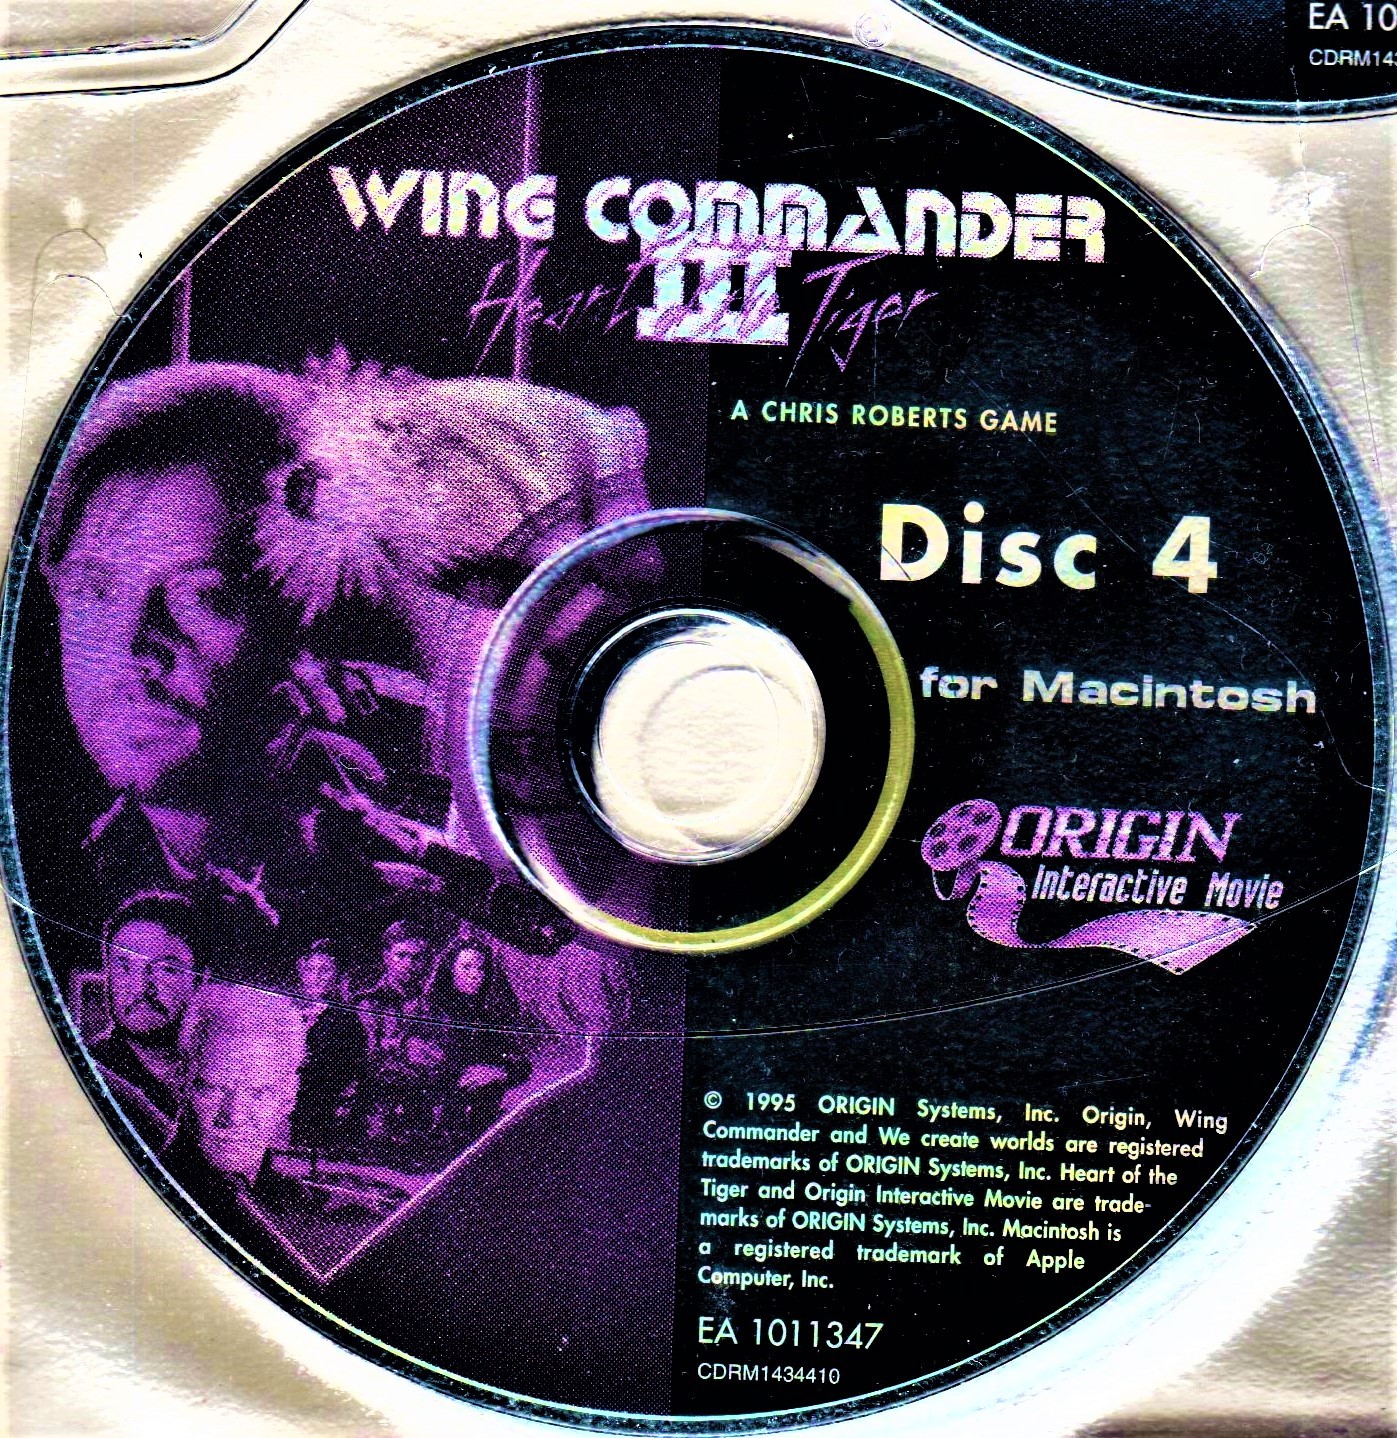 EA 10
CDRM143
WING COMMANDER
III
Heart of the Tiger
A CHRIS ROBERTS GAME
Disc 4
for Macintosh
ORIGIN
Interactive Movie
© 1995 ORIGIN Systems, Inc. Origin, Wing
Commander and We create worlds are registered
trademarks of ORIGIN Systems, Inc. Heart of the
Tiger and Origin Interactive Movie are trade-
marks of ORIGIN Systems, Inc. Macintosh is
a registered trademark of Apple
Computer, Inc.
EA 1011347
CDRM1434410